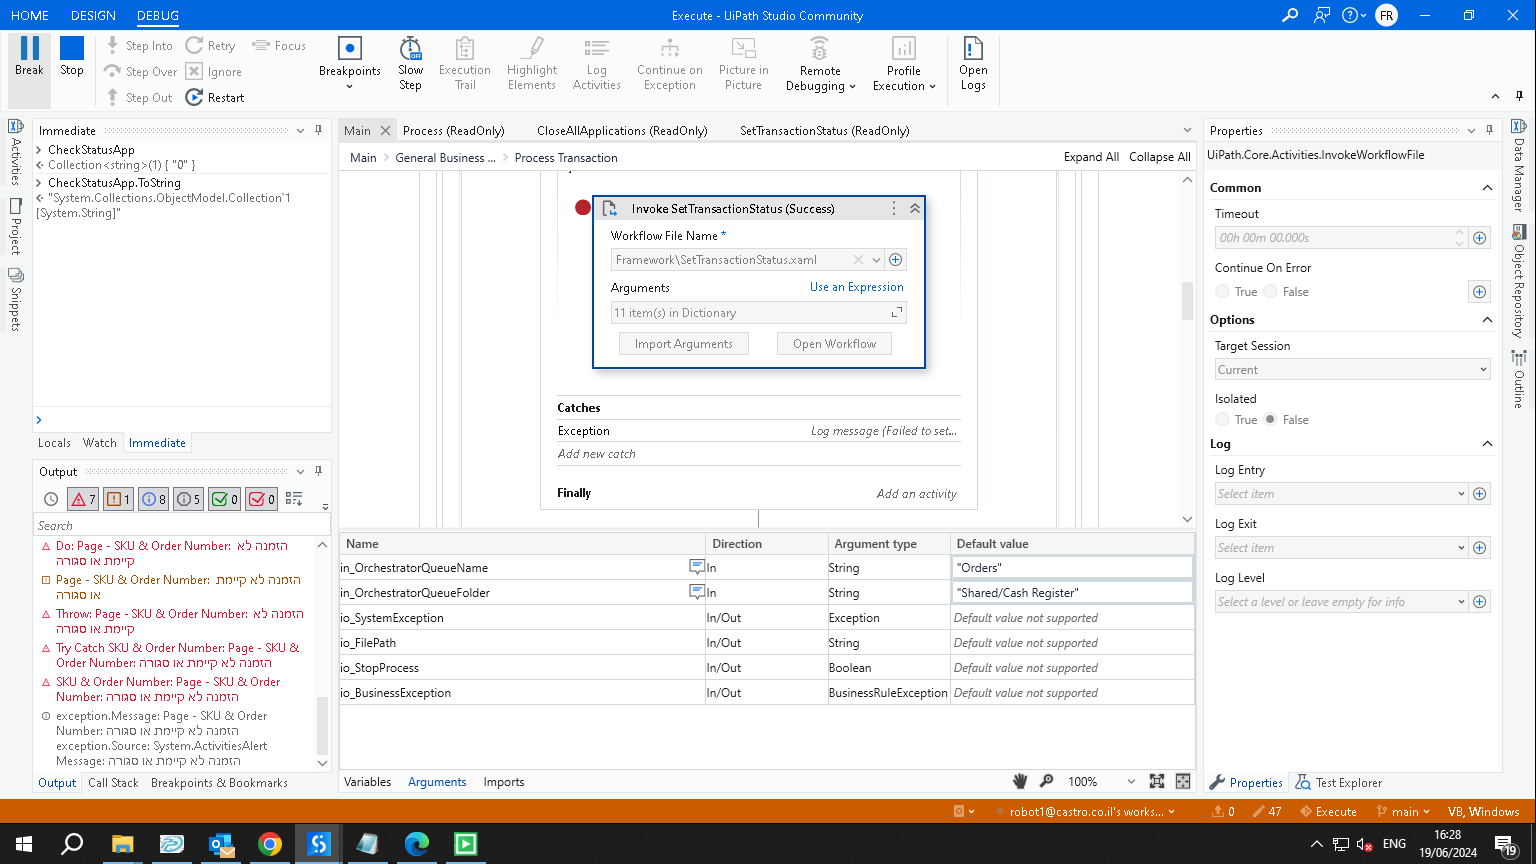 HOME DESIGN DEBUG
Execute - UiPath Studio Community
FR
Break
Stop
Step Into
Step Over
Step Out
Retry
Ignore
Restart
Focus
Breakpoints
Slow Step
Execution Trail
Highlight Elements
Log Activities
Continue on Exception
Picture in Picture
Remote Debugging
Profile Execution
Open Logs
Activities
Project
Snippets
Immediate
CheckStatusApp
Collection<string>(1) { "0" }
CheckStatusApp.ToString
"System.Collections.ObjectModel.Collection`1
[System.String]"
Locals Watch Immediate
Output
7 1 8 5 0 0
Search
Do: Page - SKU & Order Number: הזמנה לא
קיימת או סגורה
Page - SKU & Order Number: הזמנה לא קיימת
או סגורה
Throw: Page - SKU & Order Number: הזמנה לא
קיימת או סגורה
Try Catch SKU & Order Number: Page - SKU &
Order Number: הזמנה לא קיימת או סגורה
SKU & Order Number: Page - SKU & Order
Number: הזמנה לא קיימת או סגורה
exception.Message: Page - SKU & Order
Number: הזמנה לא קיימת או סגורה
exception.Source: System.ActivitiesAlert
Message: הזמנה לא קיימת או סגורה
Output Call Stack Breakpoints & Bookmarks
Main Process (ReadOnly) CloseAllApplications (ReadOnly) SetTransactionStatus (ReadOnly)
Main General Business ... Process Transaction
Expand All Collapse All
Invoke SetTransactionStatus (Success)
Workflow File Name *
Framework\SetTransactionStatus.xaml
Arguments Use an Expression
11 item(s) in Dictionary
Import Arguments Open Workflow
Catches
Exception Log message (Failed to set...
Add new catch
Finally Add an activity
Name Direction Argument type Default value
in_OrchestratorQueueName In String "Orders"
in_OrchestratorQueueFolder In String "Shared/Cash Register"
io_SystemException In/Out Exception Default value not supported
io_FilePath In/Out String Default value not supported
io_StopProcess In/Out Boolean Default value not supported
io_BusinessException In/Out BusinessRuleException Default value not supported
Variables Arguments Imports
100%
Properties
UiPath.Core.Activities.InvokeWorkflowFile
Common
Timeout
00h 00m 00.000s
Continue On Error
True False
Options
Target Session
Current
Isolated
True False
Log
Log Entry
Select item
Log Exit
Select item
Log Level
Select a level or leave empty for info
Properties Test Explorer
Data Manager
Object Repository
Outline
robot1@castro.co.il's works...
0 47 Execute main VB, Windows
ENG
16:28
19/06/2024
19